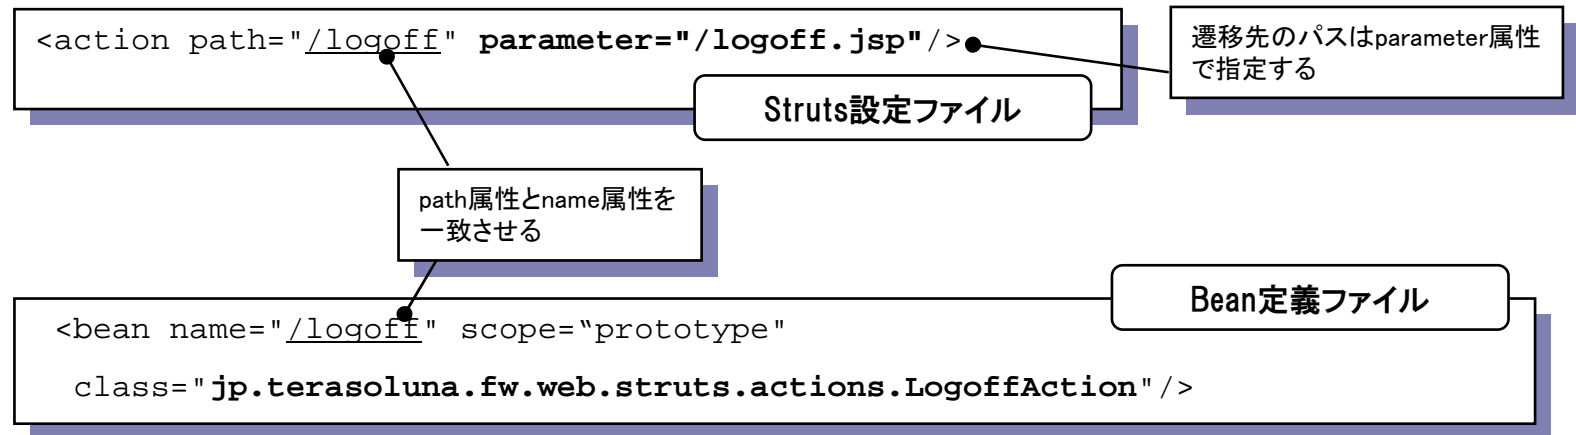 <action path="/logoff" parameter="/logoff.jsp"/>
遷移先のパスはparameter属性
で指定する
Struts設定ファイル
path属性とname属性を
一致させる
Bean定義ファイル
<bean name="/logoff" scope=“prototype"
class="jp.terasoluna.fw.web.struts.actions.LogoffAction"/>